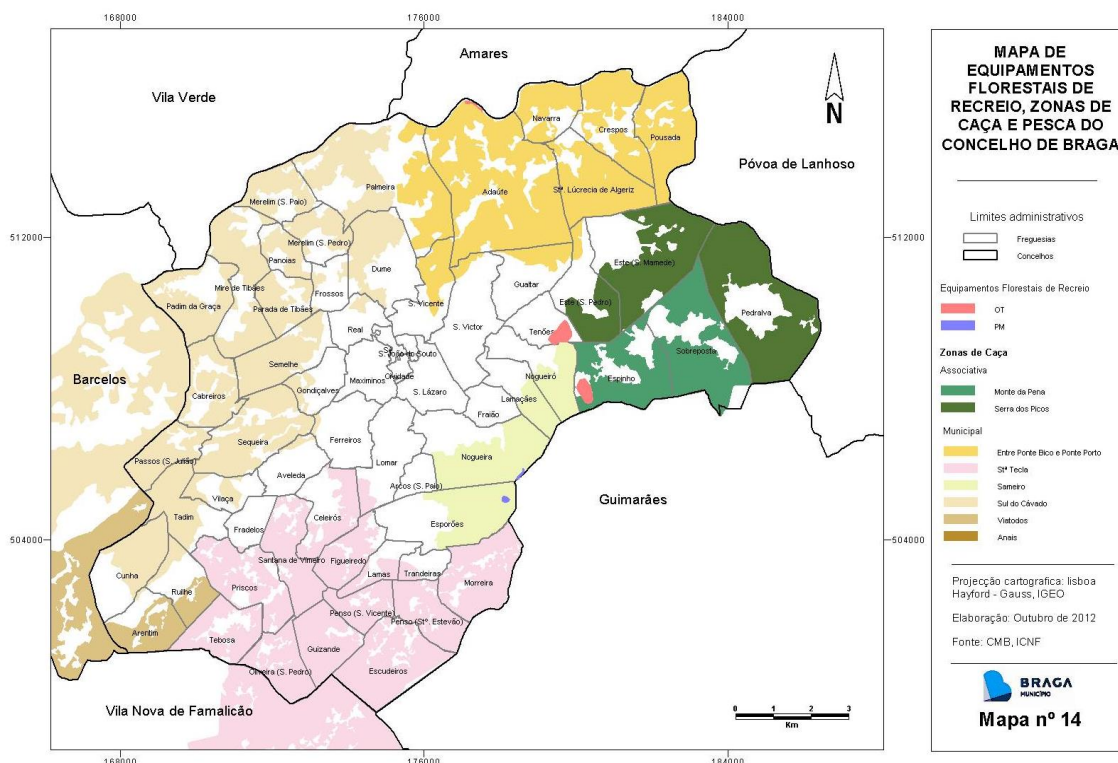 168000
176000
184000
Amares
Vila Verde
N
Póvoa de Lanhoso
Navarra
Crespos
Pousada
Palmeira
Adaúfe
Stª. Lúcrecia de Algeriz
Merelim (S. Paio)
512000
512000
Merelim (S. Pedro)
Panoias
Dume
Este (S. Mamede)
Mire de Tibães
Gualtar
Padim da Graça
Frossos
S. Vicente
Este (S. Pedro)
Parada de Tibães
Pedralva
Real
S. Victor
Tenões
S. João do Souto
Sobreposta
Semelhe
Barcelos
Maximinos
Cividade
Nogueiró
Espinho
Gondiçalves
S. Lázaro
Cabreiros
Lamaçães
Fraião
Ferreiros
Sequeira
Nogueira
Passos (S. Julião)
Lomar
Aveleda
Arcos (S. Paio)
Guimarães
Vilaça
Tadim
Celeirós
Esporões
Fradelos
504000
504000
Santana de Vimeiro
Figueiredo
Cunha
Lamas
Trandeiras
Morreira
Ruilhe
Priscos
Penso (S. Vicente)
Penso (Stº. Estevão)
Arentim
Tebosa
Guizande
Oliveira (S. Pedro)
Escudeiros
Vila Nova de Famalicão
0 1 2 3
Km
168000
176000
184000
MAPA DE
EQUIPAMENTOS
FLORESTAIS DE
RECREIO, ZONAS DE
CAÇA E PESCA DO
CONCELHO DE BRAGA
Limites administrativos
Freguesias
Concelhos
Equipamentos Florestais de Recreio
OT
PM
Zonas de Caça
Associativa
Monte da Pena
Serra dos Picos
Municipal
Entre Ponte Bico e Ponte Porto
Stª Tecla
Sameiro
Sul do Cávado
Viatodos
Anais
Projecção cartografica: lisboa
Hayford - Gauss, IGEO
Elaboração: Outubro de 2012
Fonte: CMB, ICNF
BRAGA
MUNICÍPIO
Mapa nº 14